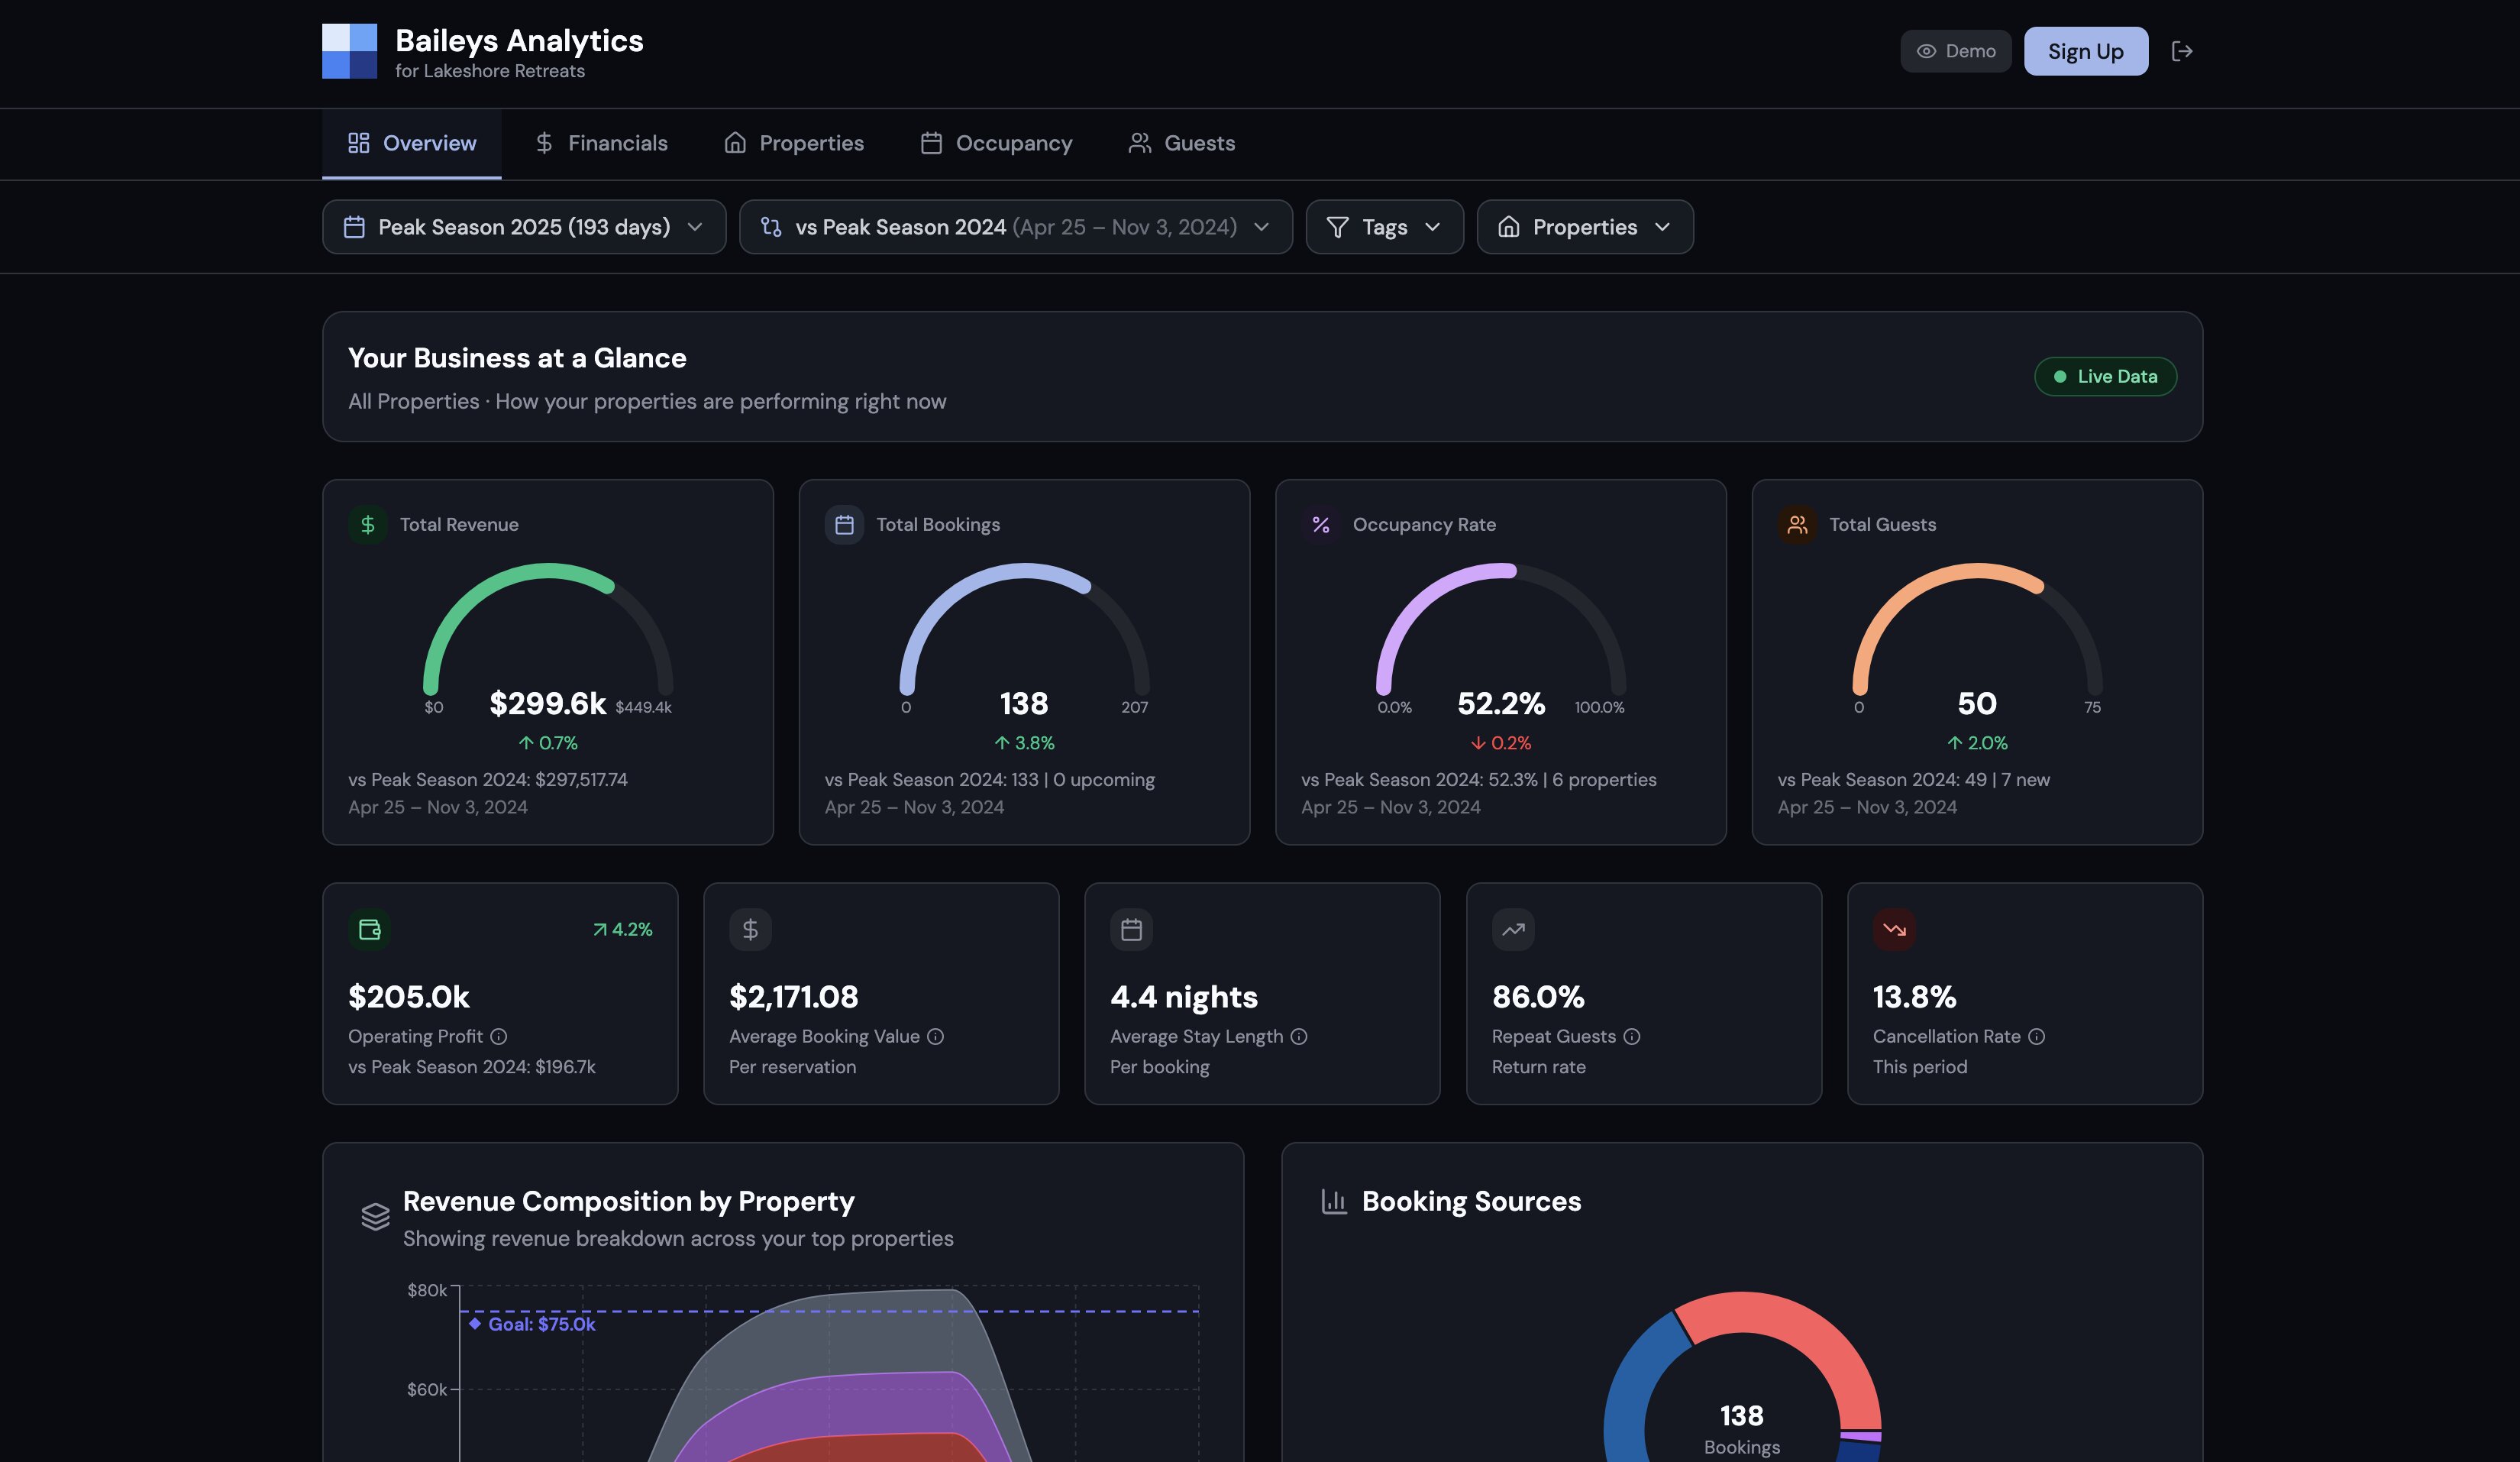 Baileys Analytics
for Lakeshore Retreats
Demo
Sign Up
Overview
Financials
Properties
Occupancy
Guests
Peak Season 2025 (193 days)
vs Peak Season 2024 (Apr 25 – Nov 3, 2024)
Tags
Properties
Your Business at a Glance
All Properties · How your properties are performing right now
Live Data
Total Revenue
$0
$299.6k
$449.4k
↑ 0.7%
vs Peak Season 2024: $297,517.74
Apr 25 – Nov 3, 2024
Total Bookings
0
138
207
↑ 3.8%
vs Peak Season 2024: 133 | 0 upcoming
Apr 25 – Nov 3, 2024
Occupancy Rate
0.0%
52.2%
100.0%
↓ 0.2%
vs Peak Season 2024: 52.3% | 6 properties
Apr 25 – Nov 3, 2024
Total Guests
0
50
75
↑ 2.0%
vs Peak Season 2024: 49 | 7 new
Apr 25 – Nov 3, 2024
4.2%
$205.0k
Operating Profit
vs Peak Season 2024: $196.7k
$2,171.08
Average Booking Value
Per reservation
4.4 nights
Average Stay Length
Per booking
86.0%
Repeat Guests
Return rate
13.8%
Cancellation Rate
This period
Revenue Composition by Property
Showing revenue breakdown across your top properties
$80k
Goal: $75.0k
$60k
Booking Sources
138
Bookings